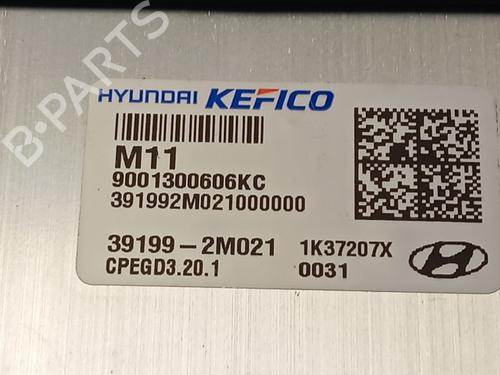 HYUNDAI KEFICO
M11
9001300606KC
391992M021000000
39199-2M021 1K37207X
CPEGD3.20.1 0031
B-PARTS